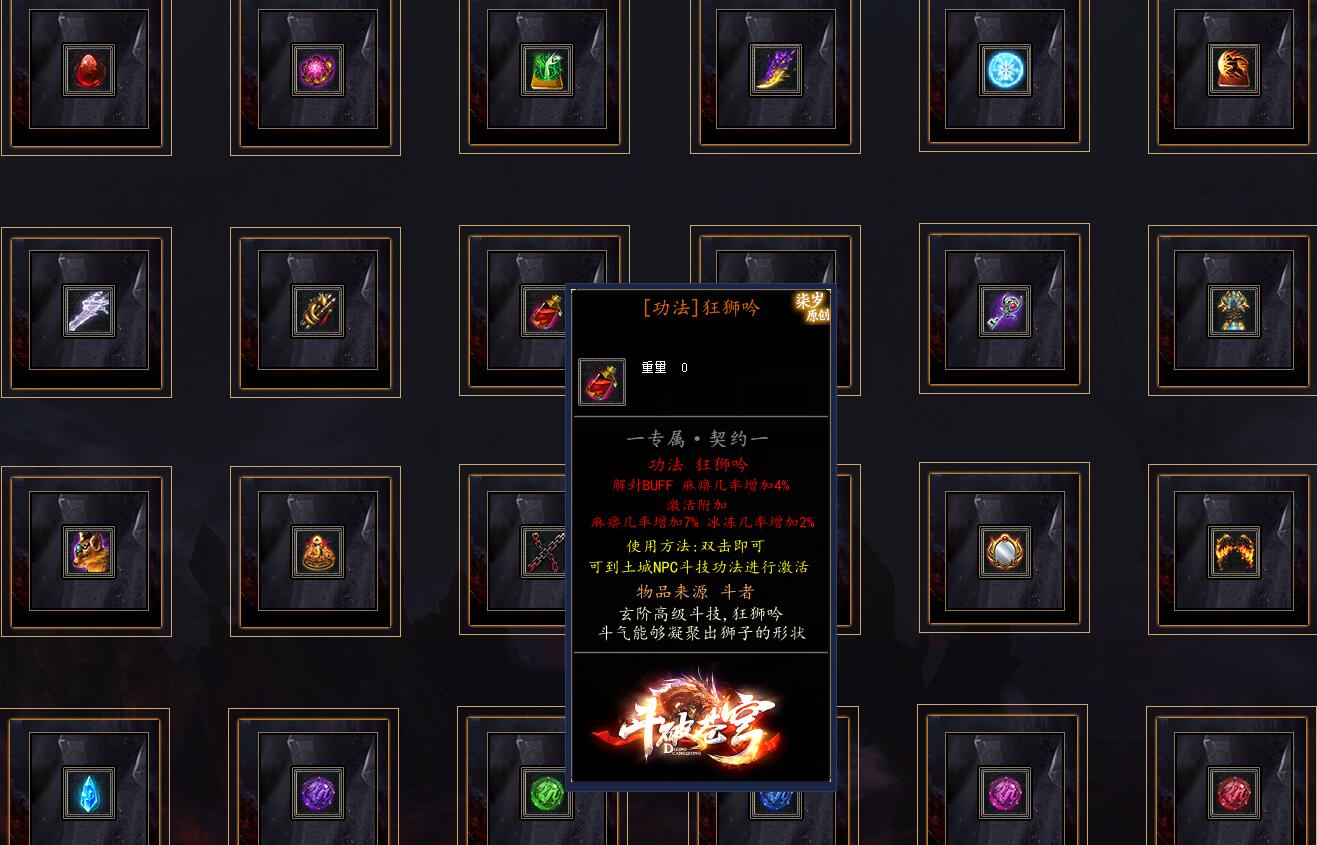 [功法]狂狮吟
柒岁
原创
重量 0
一专属·契约一
功法 狂狮吟
解封BUFF 麻痹几率增加4%
激活附加
麻痹几率增加7% 冰冻几率增加2%
使用方法:双击即可
可到土城NPC斗技功法进行激活
物品来源 斗者
玄阶高级斗技,狂狮吟
斗气能够凝聚出狮子的形状
斗破苍穹
DOUPO
CANGQIONG